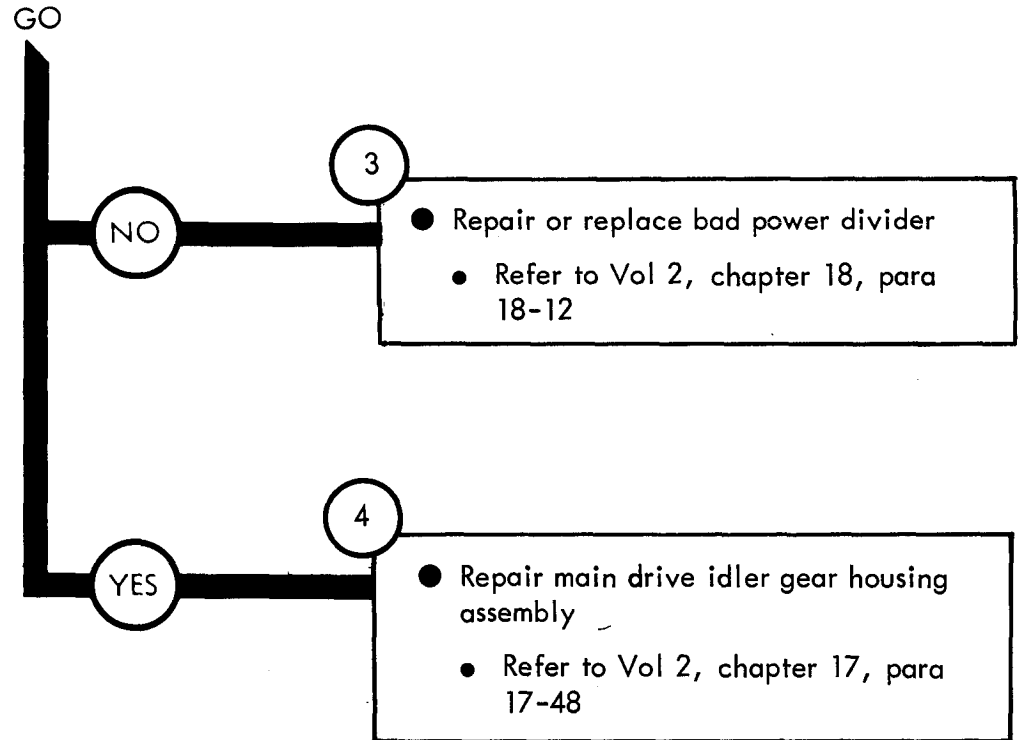 GO
3
NO
● Repair or replace bad power divider
● Refer to Vol 2, chapter 18, para
18-12
4
YES
● Repair main drive idler gear housing
assembly
● Refer to Vol 2, chapter 17, para
17-48